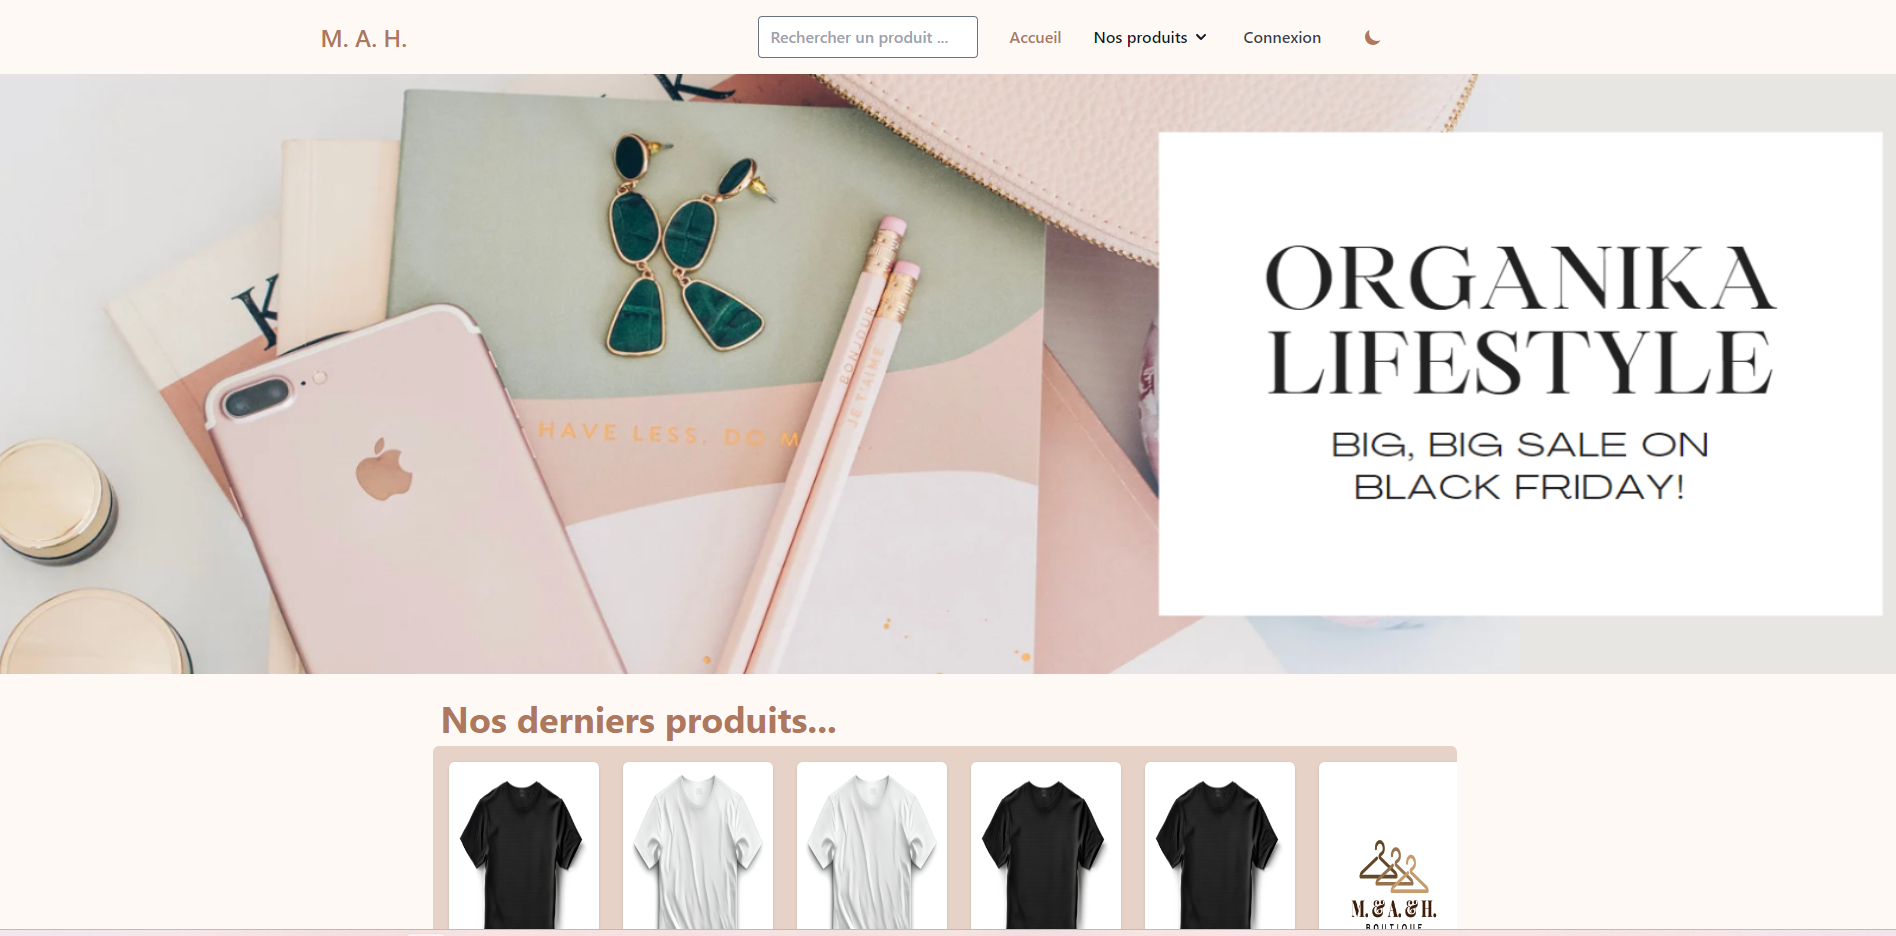 M. A. H.
Rechercher un produit ...
Accueil
Nos produits
Connexion
K
K
BONJOUR
JE T'AIME
HAVE LESS. DO M
ORGANIKA
LIFESTYLE
BIG, BIG SALE ON
BLACK FRIDAY!
Nos derniers produits...
M. & A. & H.
BOUTIQUE